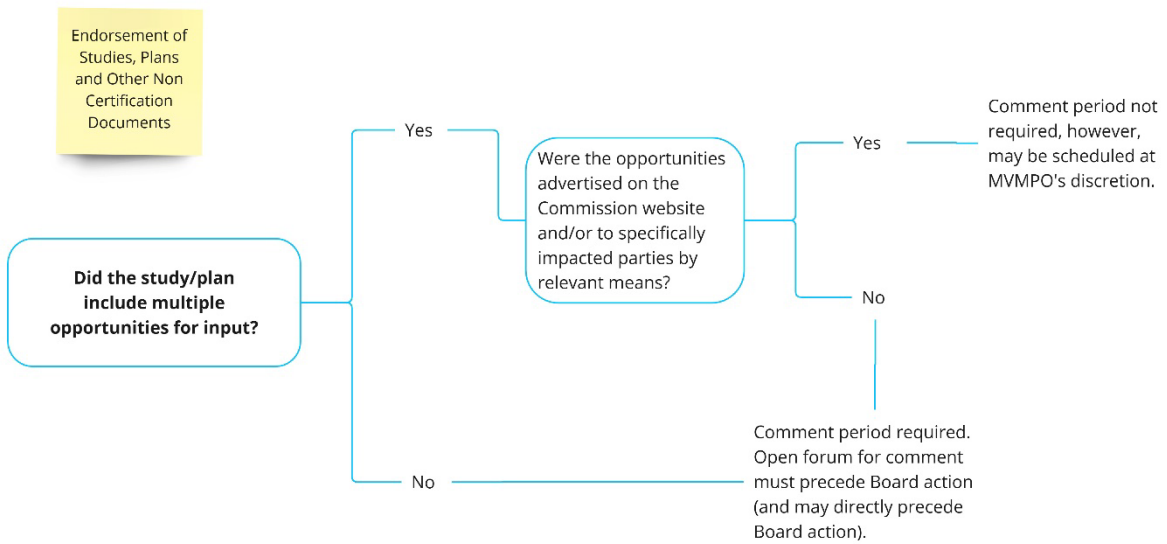 Endorsement of
Studies, Plans
and Other Non
Certification
Documents
Did the study/plan
include multiple
opportunities for input?
Yes
Were the opportunities
advertised on the
Commission website
and/or to specifically
impacted parties by
relevant means?
Yes
Comment period not
required, however,
may be scheduled at
MVMPO's discretion.
No
No
Comment period required.
Open forum for comment
must precede Board action
(and may directly precede
Board action).